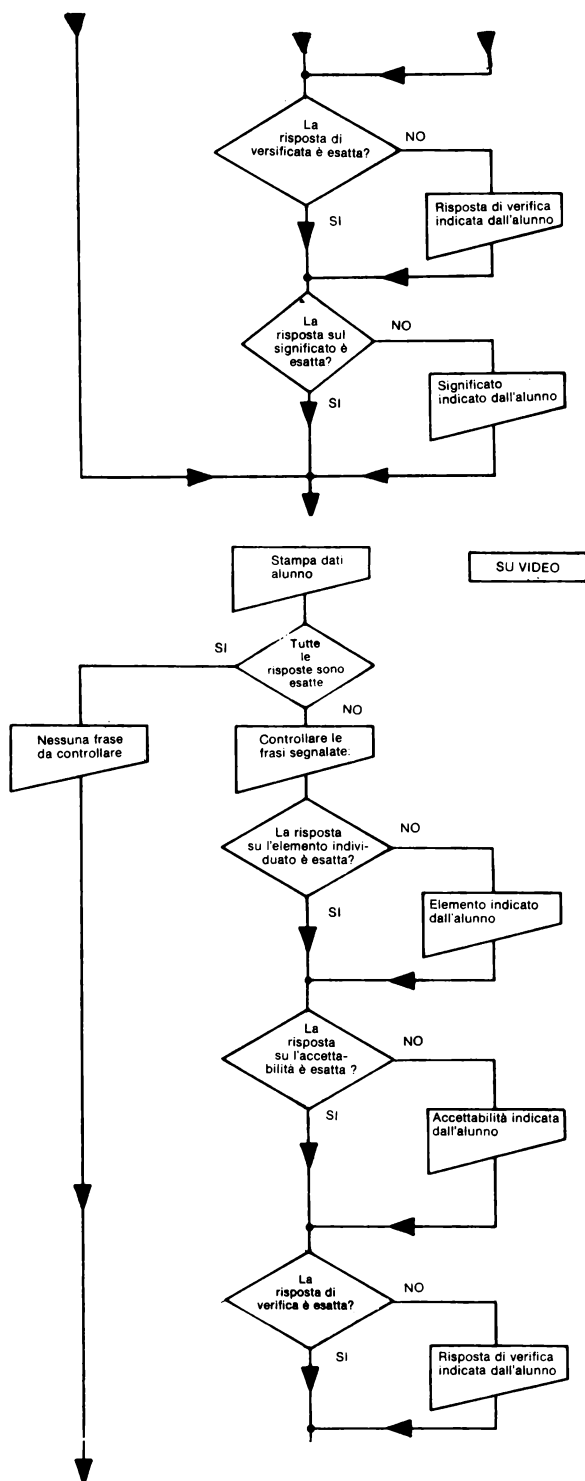 La
risposta di
versificata è esatta?
NO
SI
Risposta di verifica
indicata dall'alunno
La
risposta sul
significato è
esatta?
NO
SI
Significato
indicato dall'alunno
Stampa dati
alunno
SU VIDEO
SI
Tutte
le
risposte sono
esatte
NO
Nessuna frase
da controllare
Controllare le
frasi segnalate:
La risposta
su l'elemento indivi-
duato è esatta?
NO
SI
Elemento indicato
dall'alunno
La
risposta
su l'accetta-
bilità è esatta ?
NO
SI
Accettabilità indicata
dall'alunno
La
risposta di
verifica è esatta?
NO
SI
Risposta di verifica
indicata dall'alunno